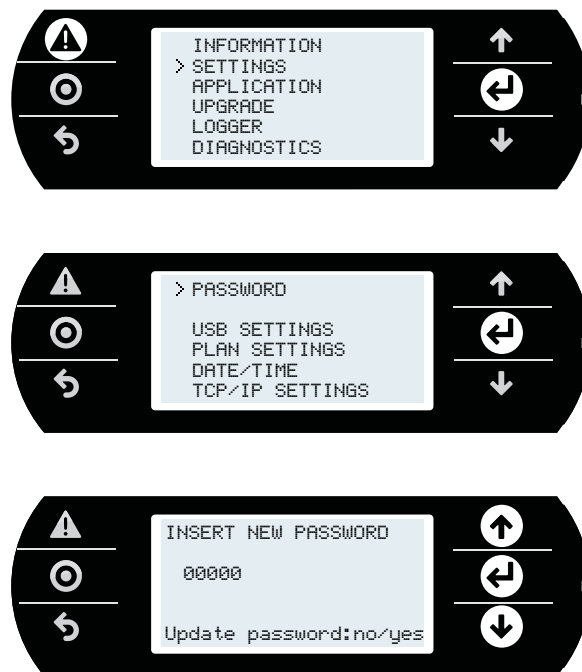 INFORMATION
> SETTINGS
APPLICATION
UPGRADE
LOGGER
DIAGNOSTICS
> PASSWORD
USB SETTINGS
PLAN SETTINGS
DATE/TIME
TCP/IP SETTINGS
INSERT NEW PASSWORD
00000
Update password:no/yes